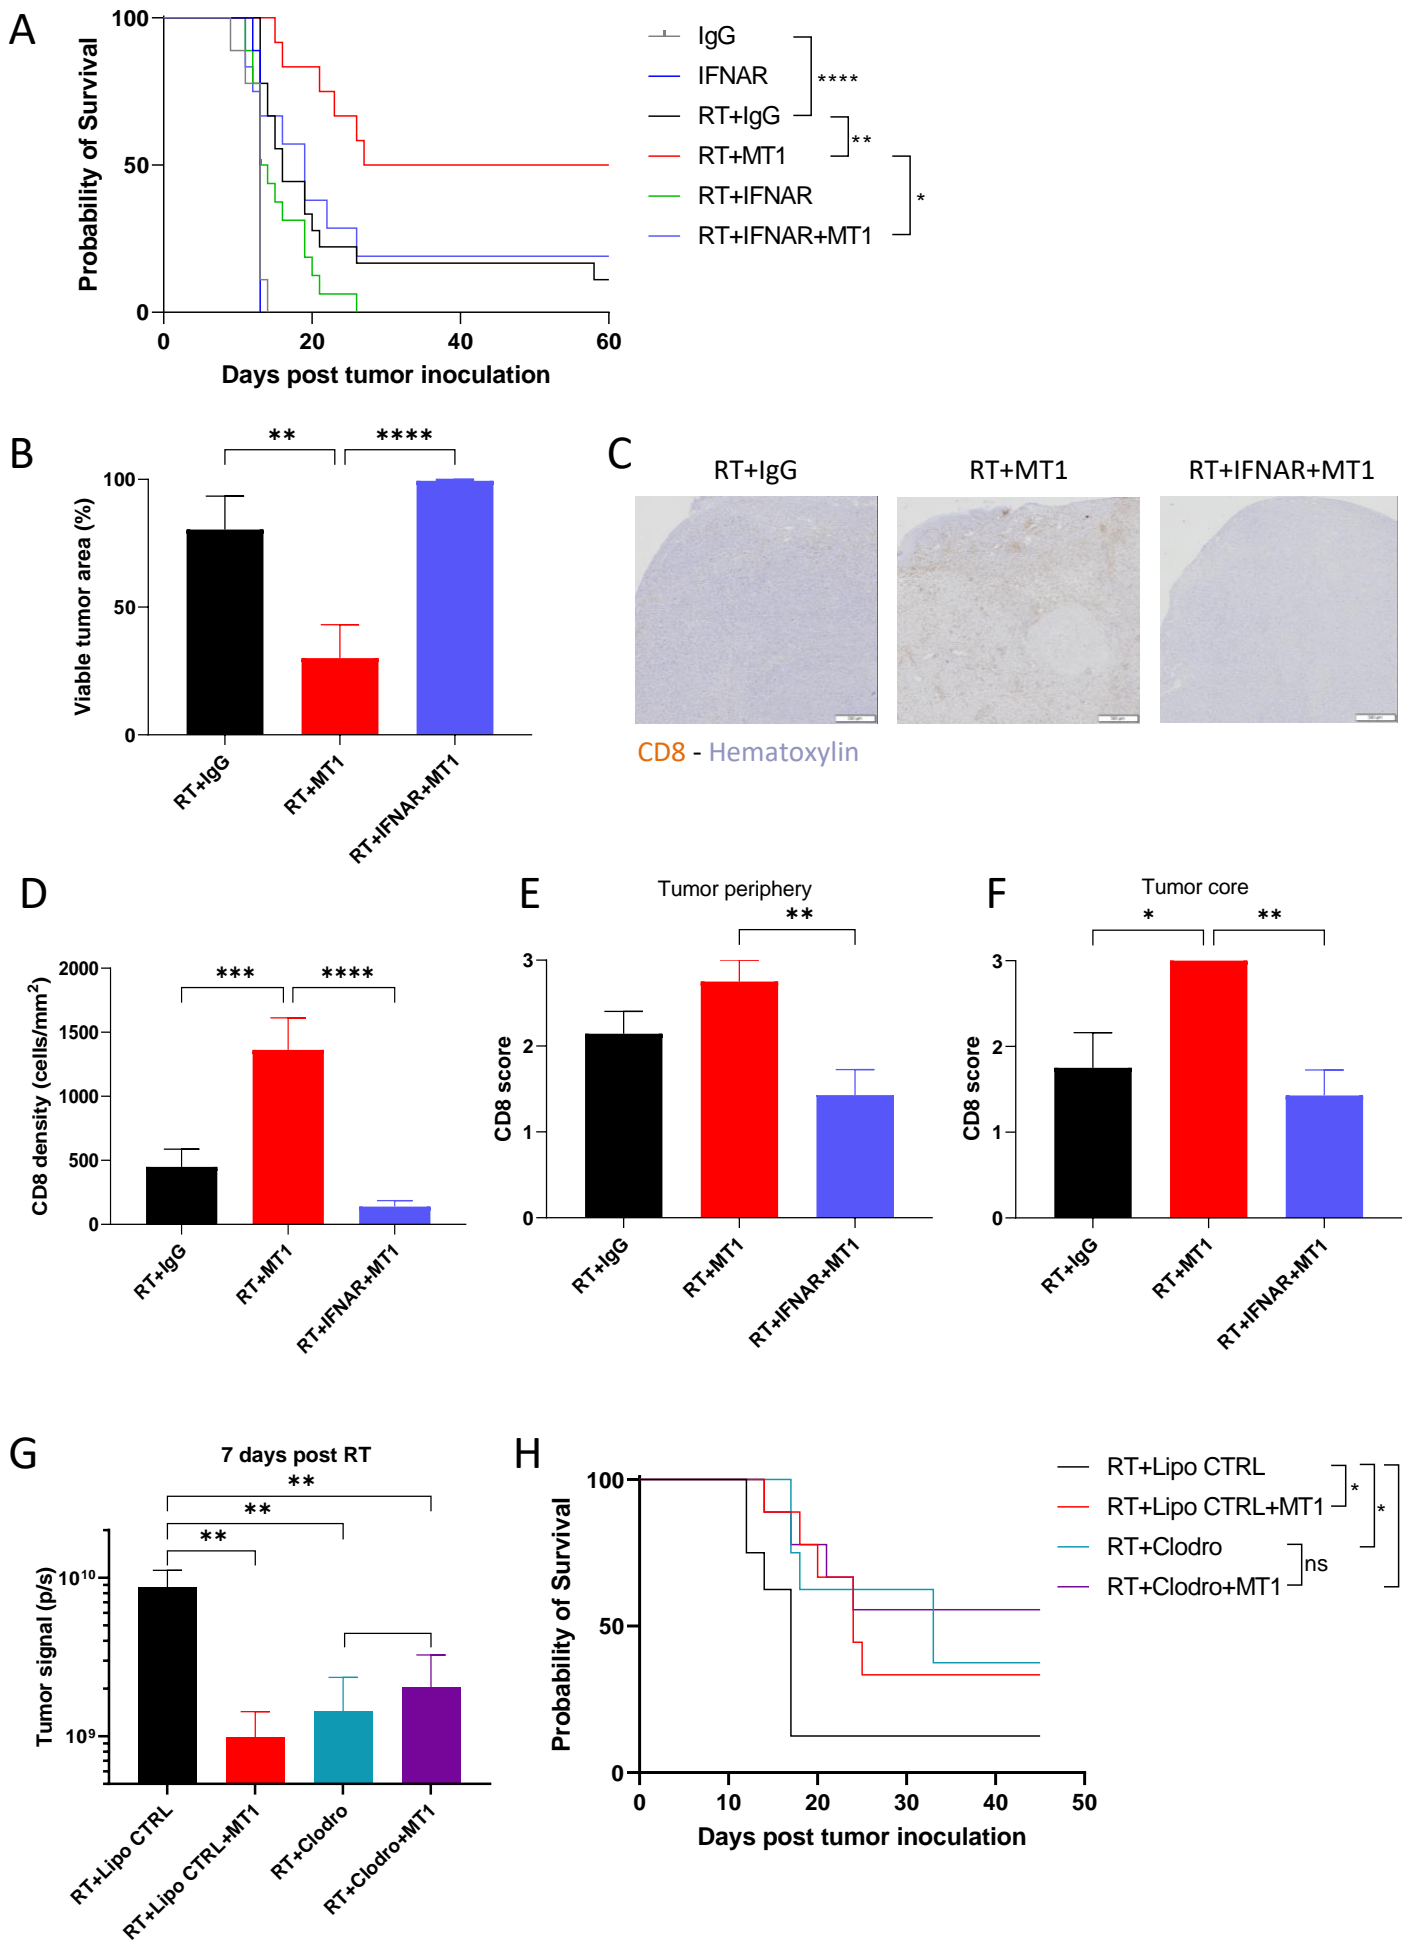 A
Probability of Survival
100
50
0
0 20 40 60
Days post tumor inoculation
IgG
IFNAR
RT+IgG
RT+MT1
RT+IFNAR
RT+IFNAR+MT1
****
**
*
B
** ****
Viable tumor area (%)
100
50
0
RT+IgG
RT+MT1
RT+IFNAR+MT1
C
RT+IgG RT+MT1 RT+IFNAR+MT1
CD8 - Hematoxylin
D
*** ****
CD8 density (cells/mm²)
2000
1500
1000
500
0
RT+IgG
RT+MT1
RT+IFNAR+MT1
E
Tumor periphery
**
CD8 score
3
2
1
0
RT+IgG
RT+MT1
RT+IFNAR+MT1
F
Tumor core
* **
CD8 score
3
2
1
0
RT+IgG
RT+MT1
RT+IFNAR+MT1
G
7 days post RT
**
**
**
Tumor signal (p/s)
10¹⁰
10⁹
RT+Lipo CTRL
RT+Lipo CTRL+MT1
RT+Clodro
RT+Clodro+MT1
H
Probability of Survival
100
50
0
0 10 20 30 40 50
Days post tumor inoculation
RT+Lipo CTRL
RT+Lipo CTRL+MT1
RT+Clodro
RT+Clodro+MT1
*
*
ns